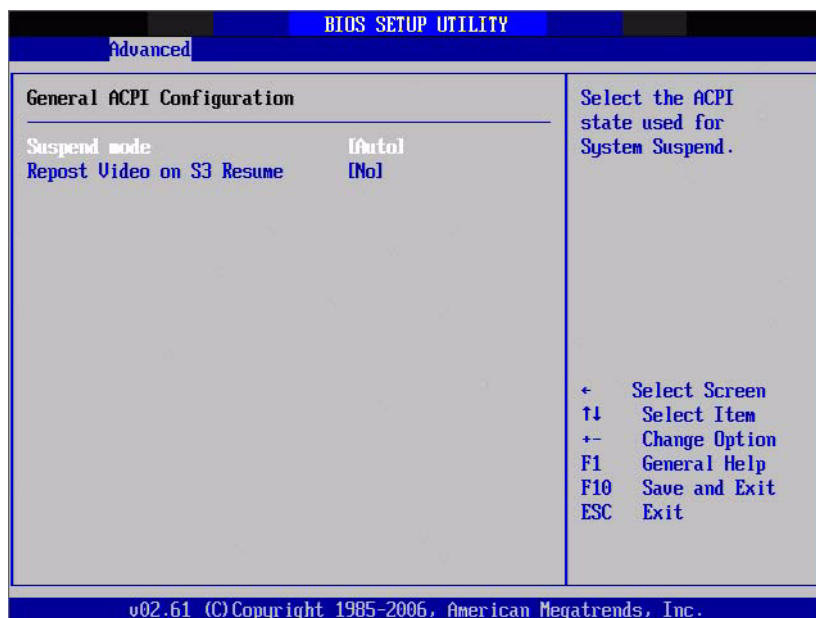 BIOS SETUP UTILITY
Advanced
General ACPI Configuration
Suspend mode [Auto]
Repost Video on S3 Resume [No]
Select the ACPI
state used for
System Suspend.
← Select Screen
↑↓ Select Item
+- Change Option
F1 General Help
F10 Save and Exit
ESC Exit
v02.61 (C)Copyright 1985-2006, American Megatrends, Inc.